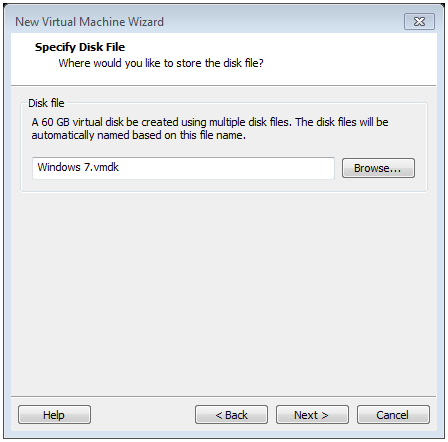 New Virtual Machine Wizard
Specify Disk File
Where would you like to store the disk file?
Disk file
A 60 GB virtual disk be created using multiple disk files. The disk files will be
automatically named based on this file name.
Windows 7.vmdk
Browse...
Help
< Back
Next >
Cancel